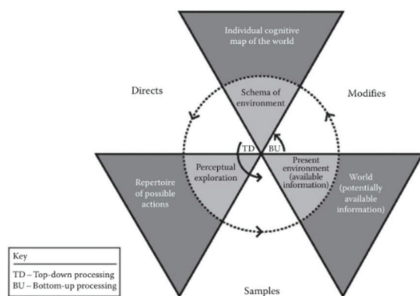 Individual cognitive
map of the world
Directs
Schema of
environment
Modifies
TD
BU
Repertoire
of possible
actions
Perceptual
exploration
Present
environment
(available
information)
World
(potentially
available
information)
Key
TD – Top-down processing
BU – Bottom-up processing
Samples